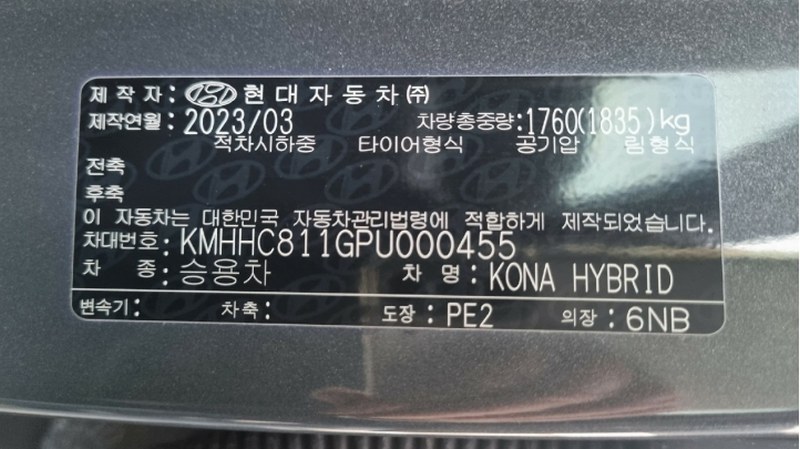 제 작 자: 현 대 자 동 차 ㈜
제작연월: 2023/03 차량총중량: 1760(1835)kg
적차시하중 타이어형식 공기압 림형식
전축
후축
이 자동차는 대한민국 자동차관리법령에 적합하게 제작되었습니다.
차대번호: KMHHC811GPU000455
차 종: 승용차 차 명: KONA HYBRID
변속기: 차축: 도장: PE2 의장: 6NB